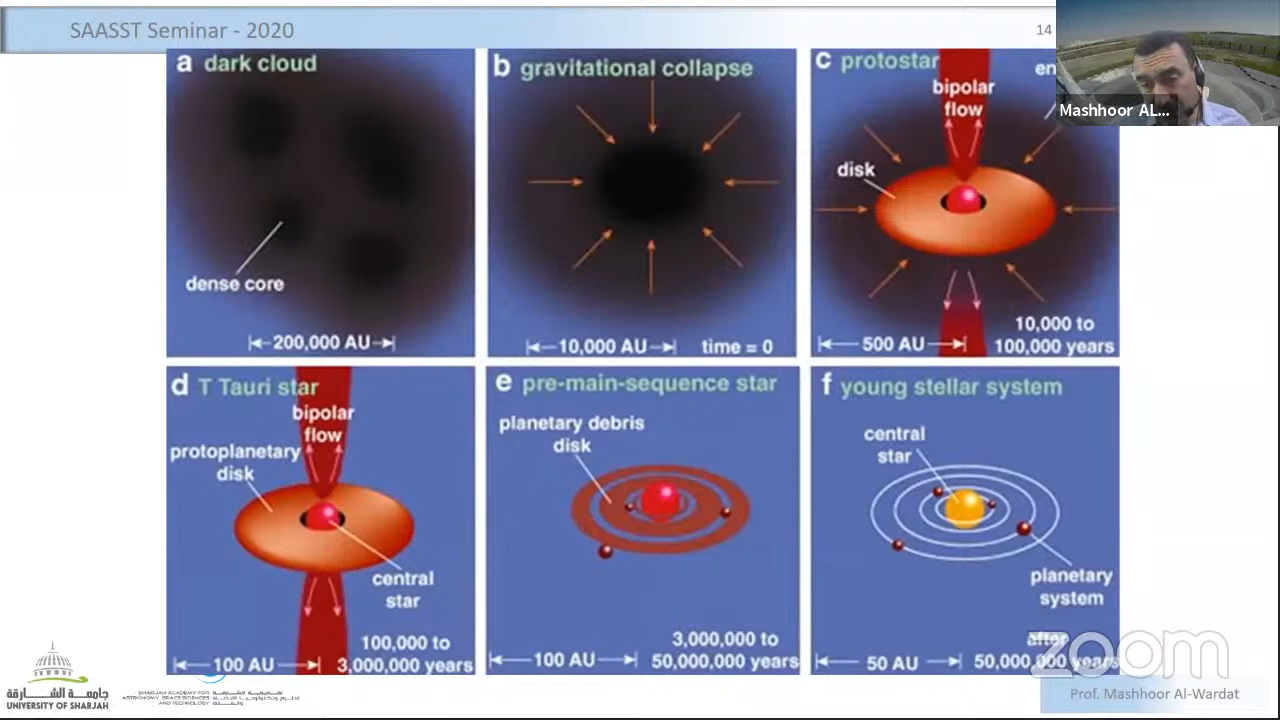 SAASST Seminar - 2020
14
Mashhoor AL...
a dark cloud
dense core
200,000 AU
b gravitational collapse
10,000 AU
time = 0
c protostar
en
bipolar
flow
disk
500 AU
10,000 to
100,000 years
d T Tauri star
bipolar
flow
protoplanetary
disk
central
star
100 AU
100,000 to
3,000,000 years
e pre-main-sequence star
planetary debris
disk
100 AU
3,000,000 to
50,000,000 years
f young stellar system
central
star
planetary
system
50 AU
after
50,000,000 years
zoom
جامعة الشارقة
UNIVERSITY OF SHARJAH
SHARJAH ACADEMY FOR
ASTRONOMY, SPACE SCIENCES
AND TECHNOLOGY
Prof. Mashhoor Al-Wardat